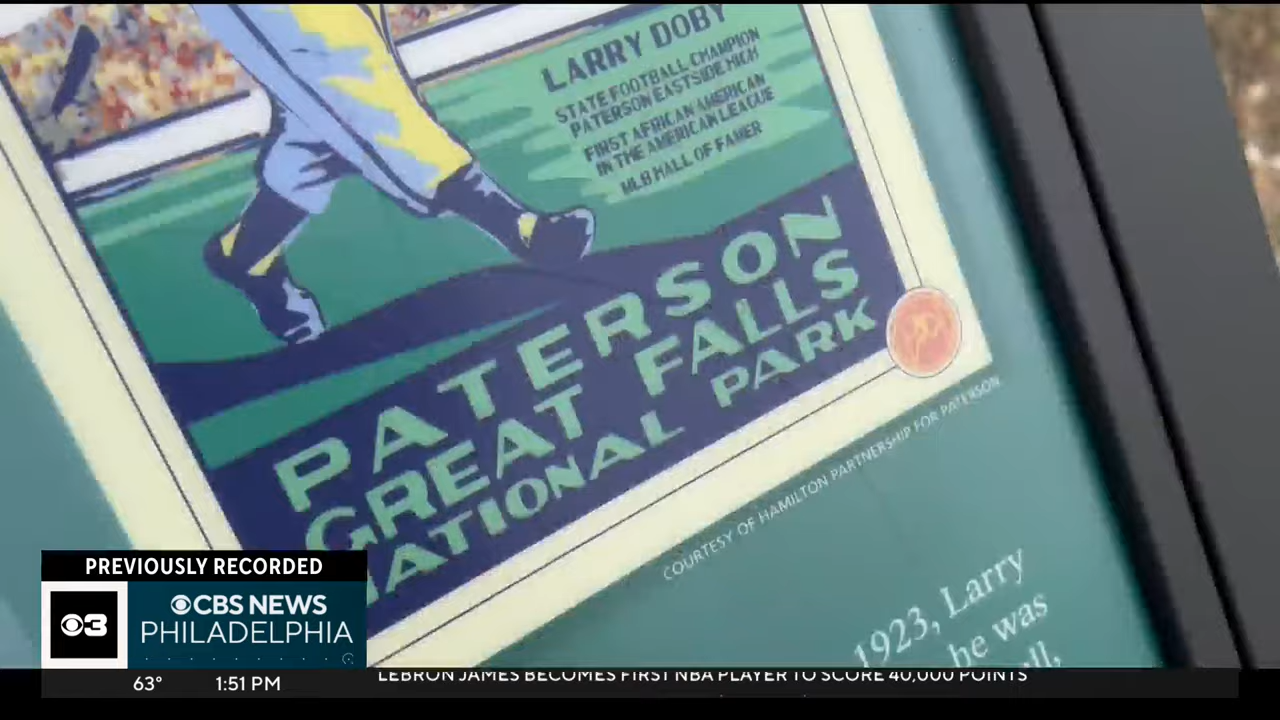 LARRY DOBY
STATE FOOTBALL CHAMPION
PATERSON EASTSIDE HIGH
FIRST AFRICAN AMERICAN
IN THE AMERICAN LEAGUE
MLB HALL OF FAMER
PATERSON
GREAT FALLS
NATIONAL PARK
COURTESY OF HAMILTON PARTNERSHIP FOR PATERSON
1923, Larry
he was
PREVIOUSLY RECORDED
3 CBS NEWS
PHILADELPHIA
63° 1:51 PM LEBRON JAMES BECOMES FIRST NBA PLAYER TO SCORE 40,000 POINTS